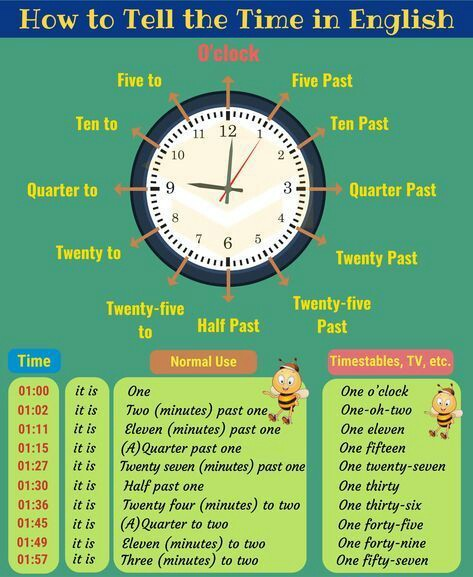 How to Tell the Time in English
O'clock
Five to
Five Past
Ten to
Ten Past
Quarter to
Quarter Past
Twenty to
Twenty Past
Twenty-five
to
Half Past
Twenty-five
Past
12
1
2
3
4
5
6
7
8
9
10
11
Time
Normal Use
Timestables, TV, etc.
01:00 it is One One o'clock
01:02 it is Two (minutes) past one One-oh-two
01:11 it is Eleven (minutes) past one One eleven
01:15 it is (A)Quarter past one One fifteen
01:27 it is Twenty seven (minutes) past one One twenty-seven
01:30 it is Half past one One thirty
01:36 it is Twenty four (minutes) to two One thirty-six
01:45 it is (A)Quarter to two One forty-five
01:49 it is Eleven (minutes) to two One forty-nine
01:57 it is Three (minutes) to two One fifty-seven